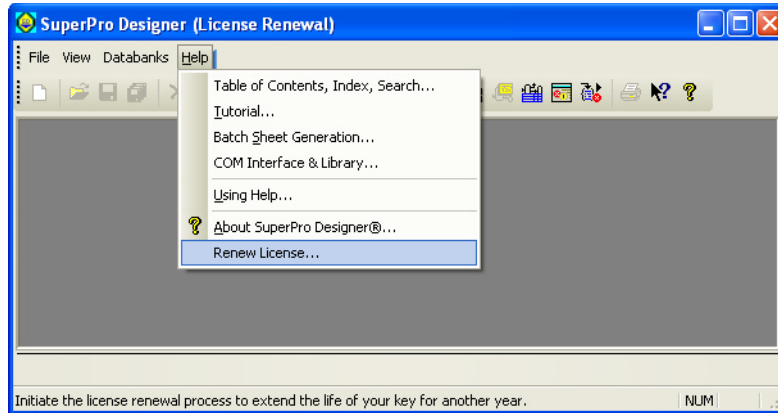 SuperPro Designer (License Renewal)
File View Databanks Help
Table of Contents, Index, Search...
Tutorial...
Batch Sheet Generation...
COM Interface & Library...
Using Help...
About SuperPro Designer®...
Renew License...
Initiate the license renewal process to extend the life of your key for another year. NUM